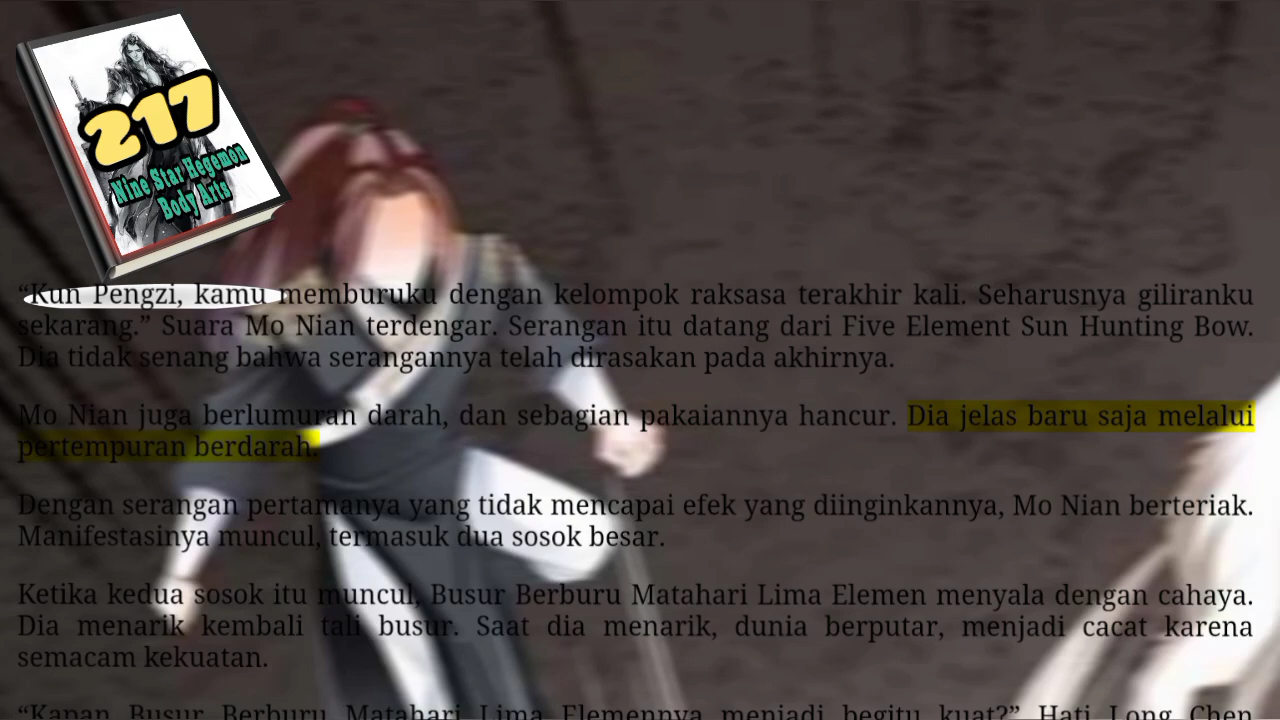 217
Nine Star Hegemon
Body Arts
“Kun Pengzi, kamu memburuku dengan kelompok raksasa terakhir kali. Seharusnya giliranku
sekarang.” Suara Mo Nian terdengar. Serangan itu datang dari Five Element Sun Hunting Bow.
Dia tidak senang bahwa serangannya telah dirasakan pada akhirnya.
Mo Nian juga berlumuran darah, dan sebagian pakaiannya hancur. Dia jelas baru saja melalui
pertempuran berdarah.
Dengan serangan pertamanya yang tidak mencapai efek yang diinginkannya, Mo Nian berteriak.
Manifestasinya muncul, termasuk dua sosok besar.
Ketika kedua sosok itu muncul, Busur Berburu Matahari Lima Elemen menyala dengan cahaya.
Dia menarik kembali tali busur. Saat dia menarik, dunia berputar, menjadi cacat karena
semacam kekuatan.
“Kapan Busur Berburu Matahari Lima Elemennya menjadi begitu kuat?” Hati Long Chen